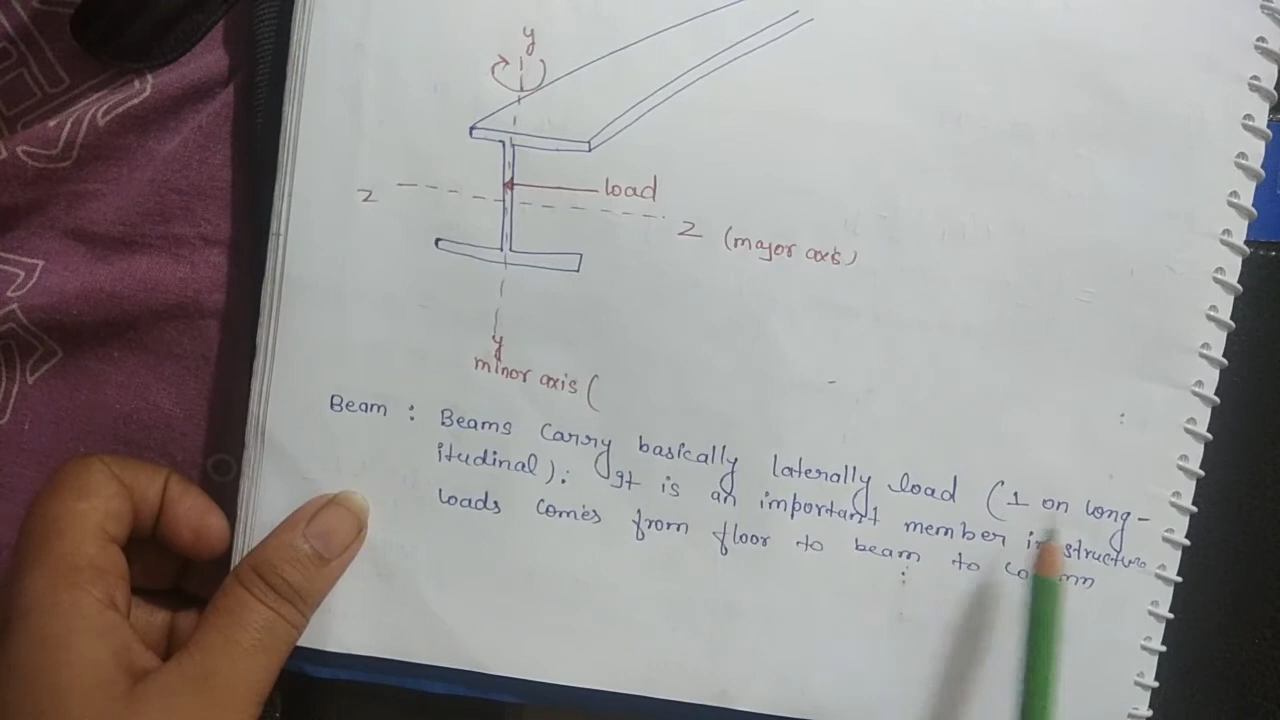 y
load
z
z (major axis)
y
minor axis (
Beam : Beams carry basically laterally load (⊥ on long-
itudinal). It is an important member in structure
loads comes from floor to beam to column